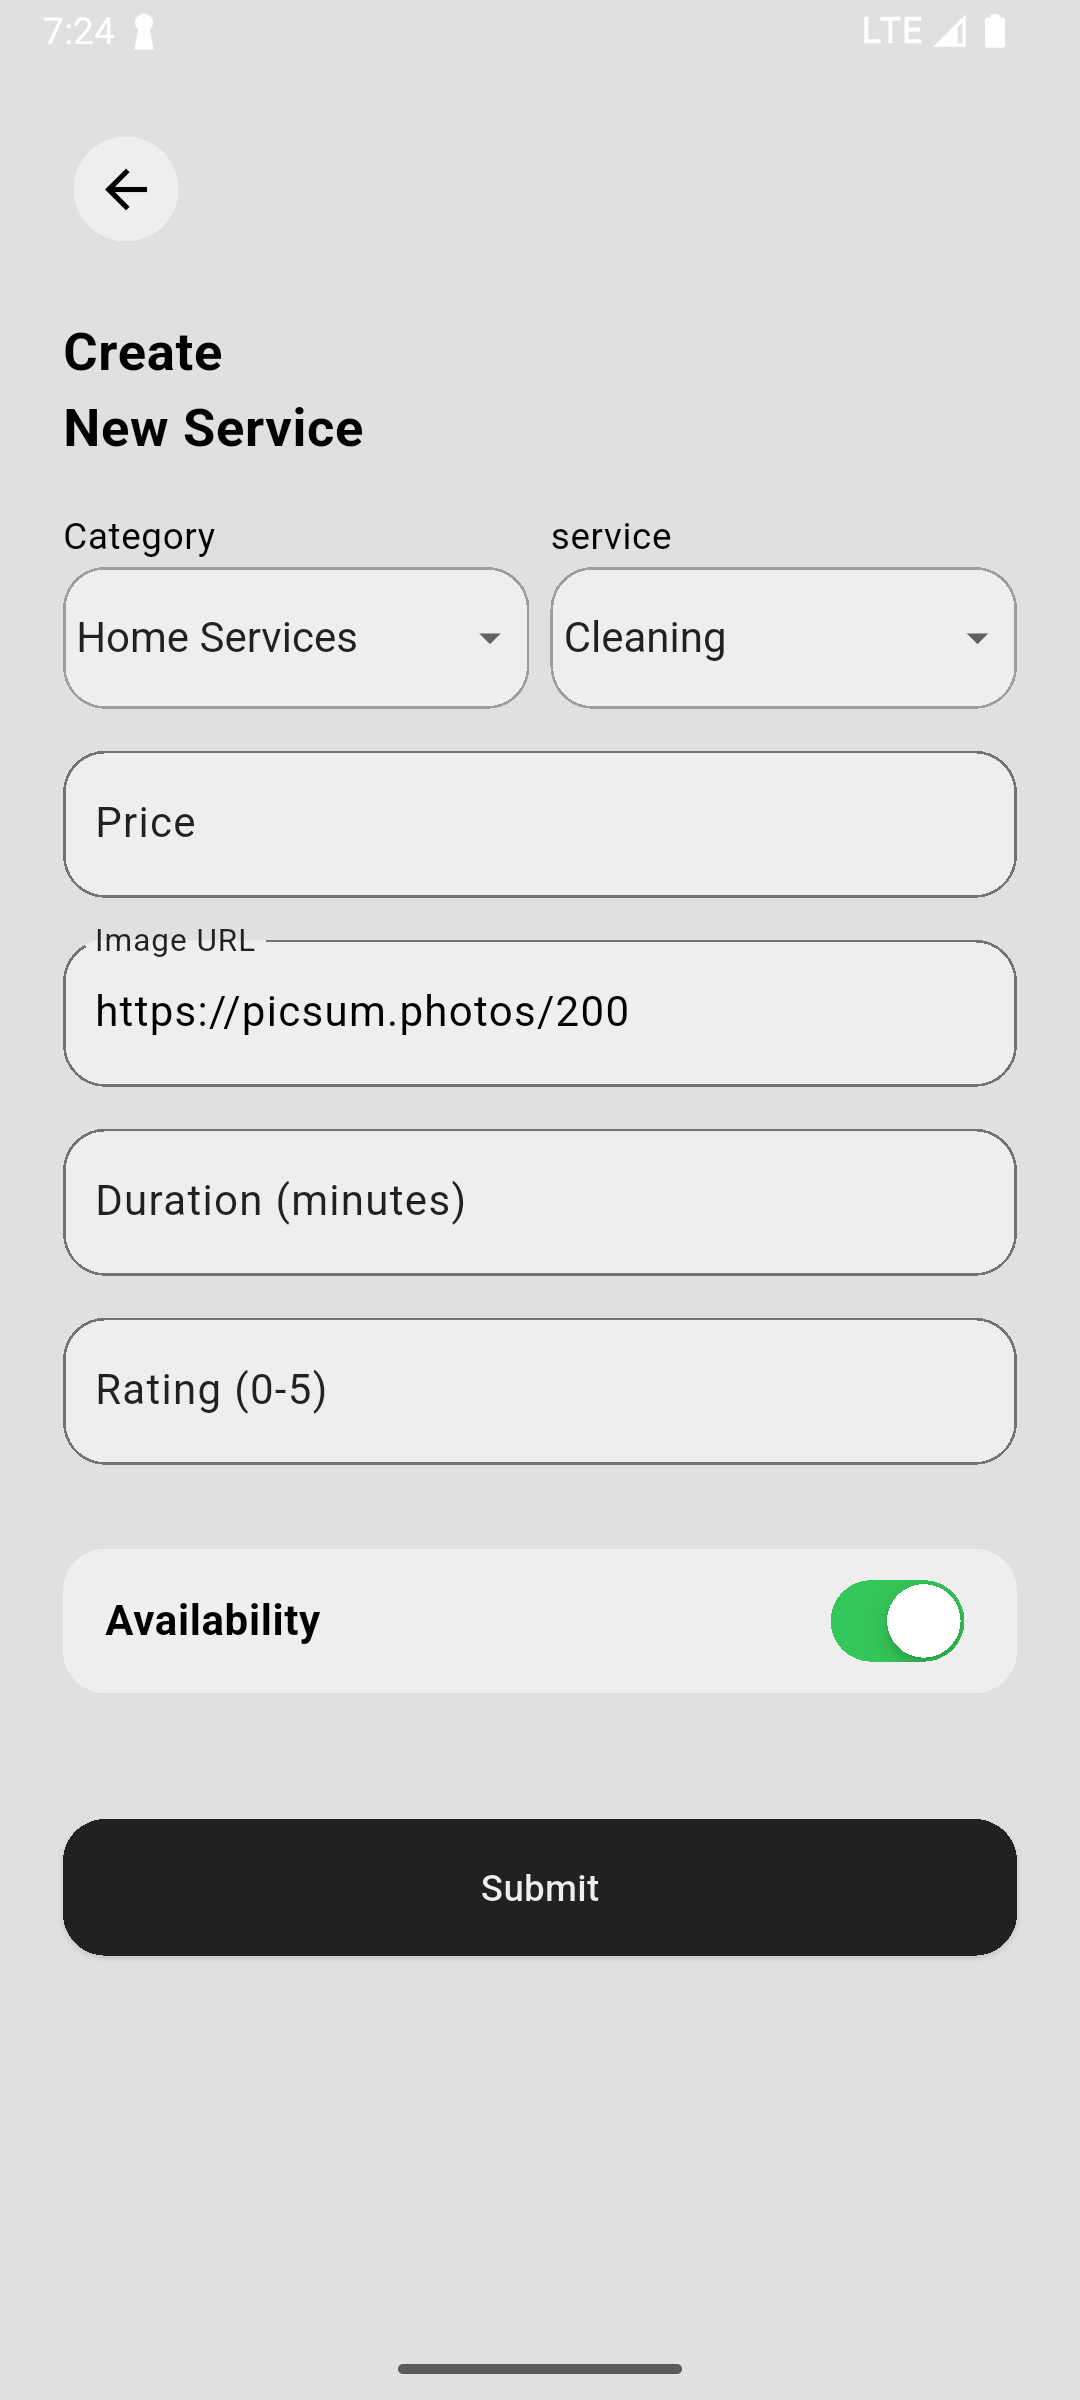 7:24 LTE
Create
New Service
Category service
Home Services Cleaning
Price
Image URL
https://picsum.photos/200
Duration (minutes)
Rating (0-5)
Availability
Submit